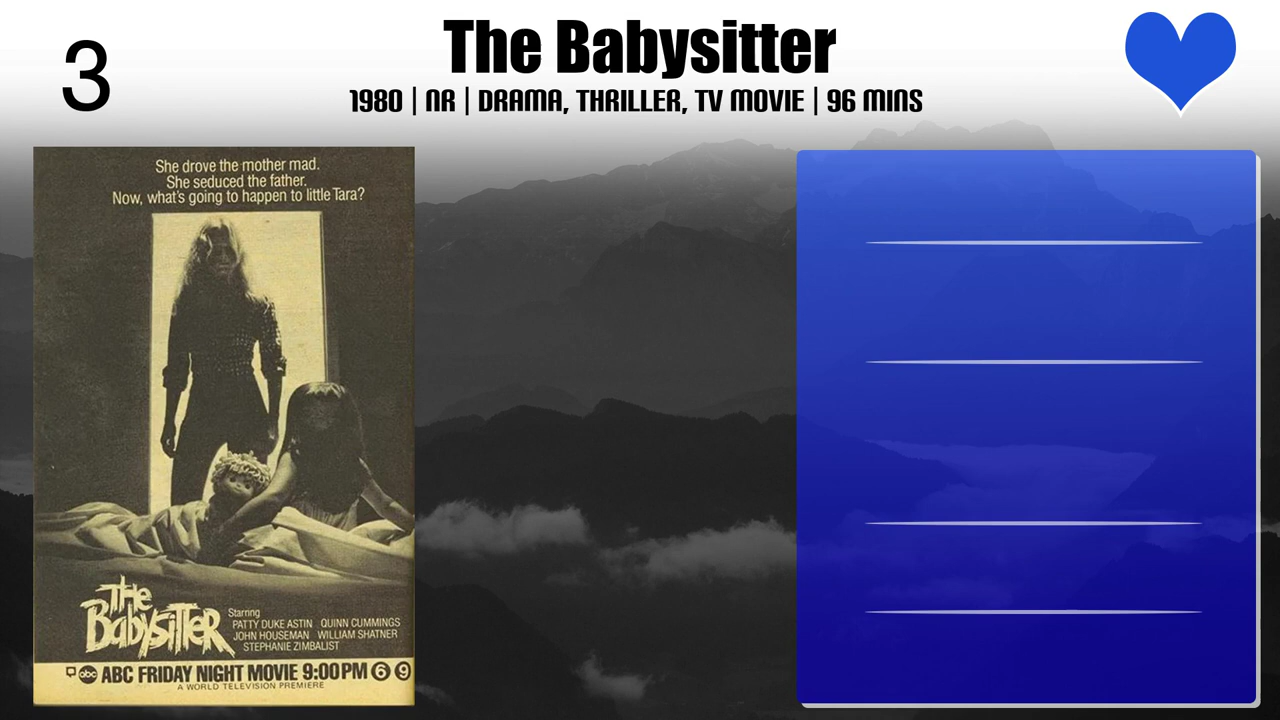 3
The Babysitter
1980 | NR | DRAMA, THRILLER, TV MOVIE | 96 MINS
She drove the mother mad.
She seduced the father.
Now, what's going to happen to little Tara?
The
Babysitter
Starring
PATTY DUKE ASTIN QUINN CUMMINGS
JOHN HOUSEMAN WILLIAM SHATNER
STEPHANIE ZIMBALIST
abc ABC FRIDAY NIGHT MOVIE 9:00PM 6 9
A WORLD TELEVISION PREMIERE